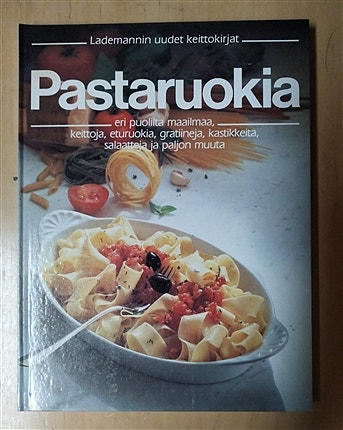 Lademannin uudet keittokirjat
Pastaruokia
eri puolilta maailmaa,
keittoja, eturuokia, gratiineja, kastikkeita,
salaatteja ja paljon muuta